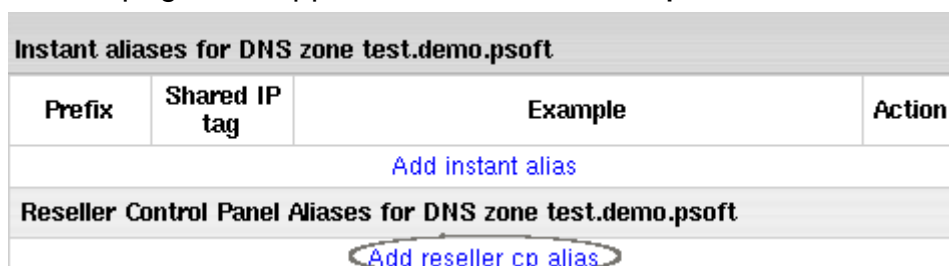 Instant aliases for DNS zone test.demo.psoft
Prefix Shared IP tag Example Action
Add instant alias
Reseller Control Panel Aliases for DNS zone test.demo.psoft
Add reseller cp alias